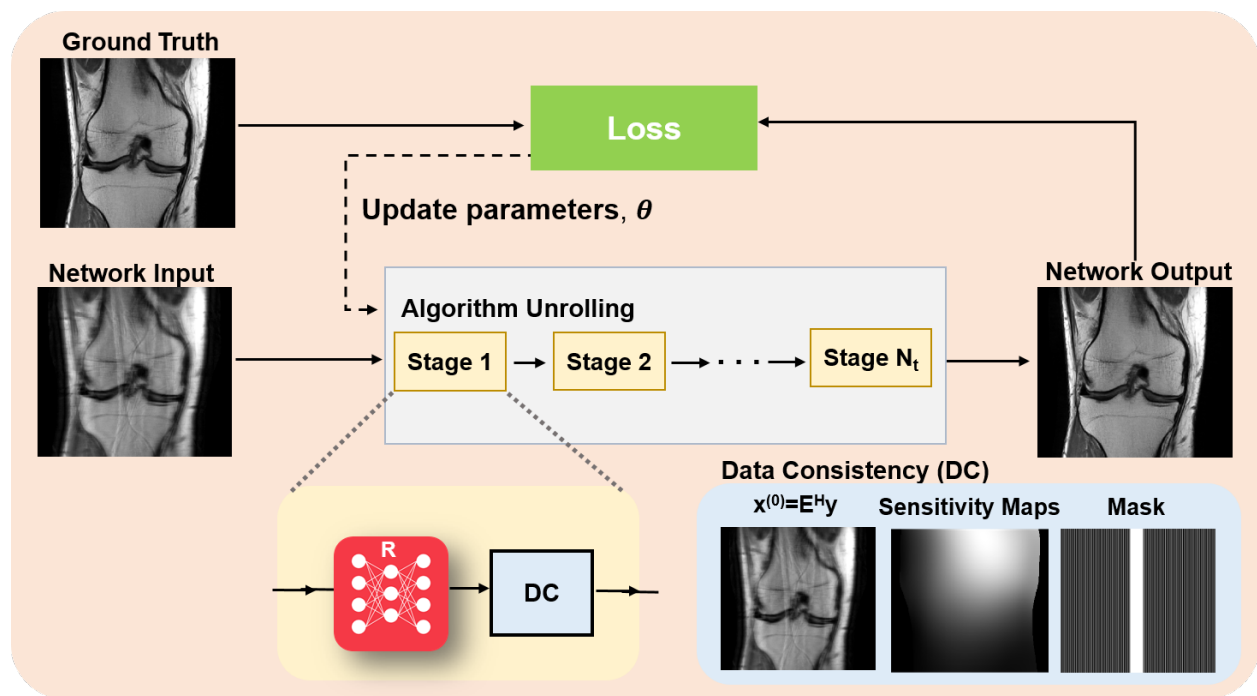 Ground Truth
Loss
Update parameters, θ
Network Input
Network Output
Algorithm Unrolling
Stage 1
Stage 2
· · ·
Stage Nₜ
Data Consistency (DC)
x⁽⁰⁾=Eᴴy
Sensitivity Maps
Mask
R
DC